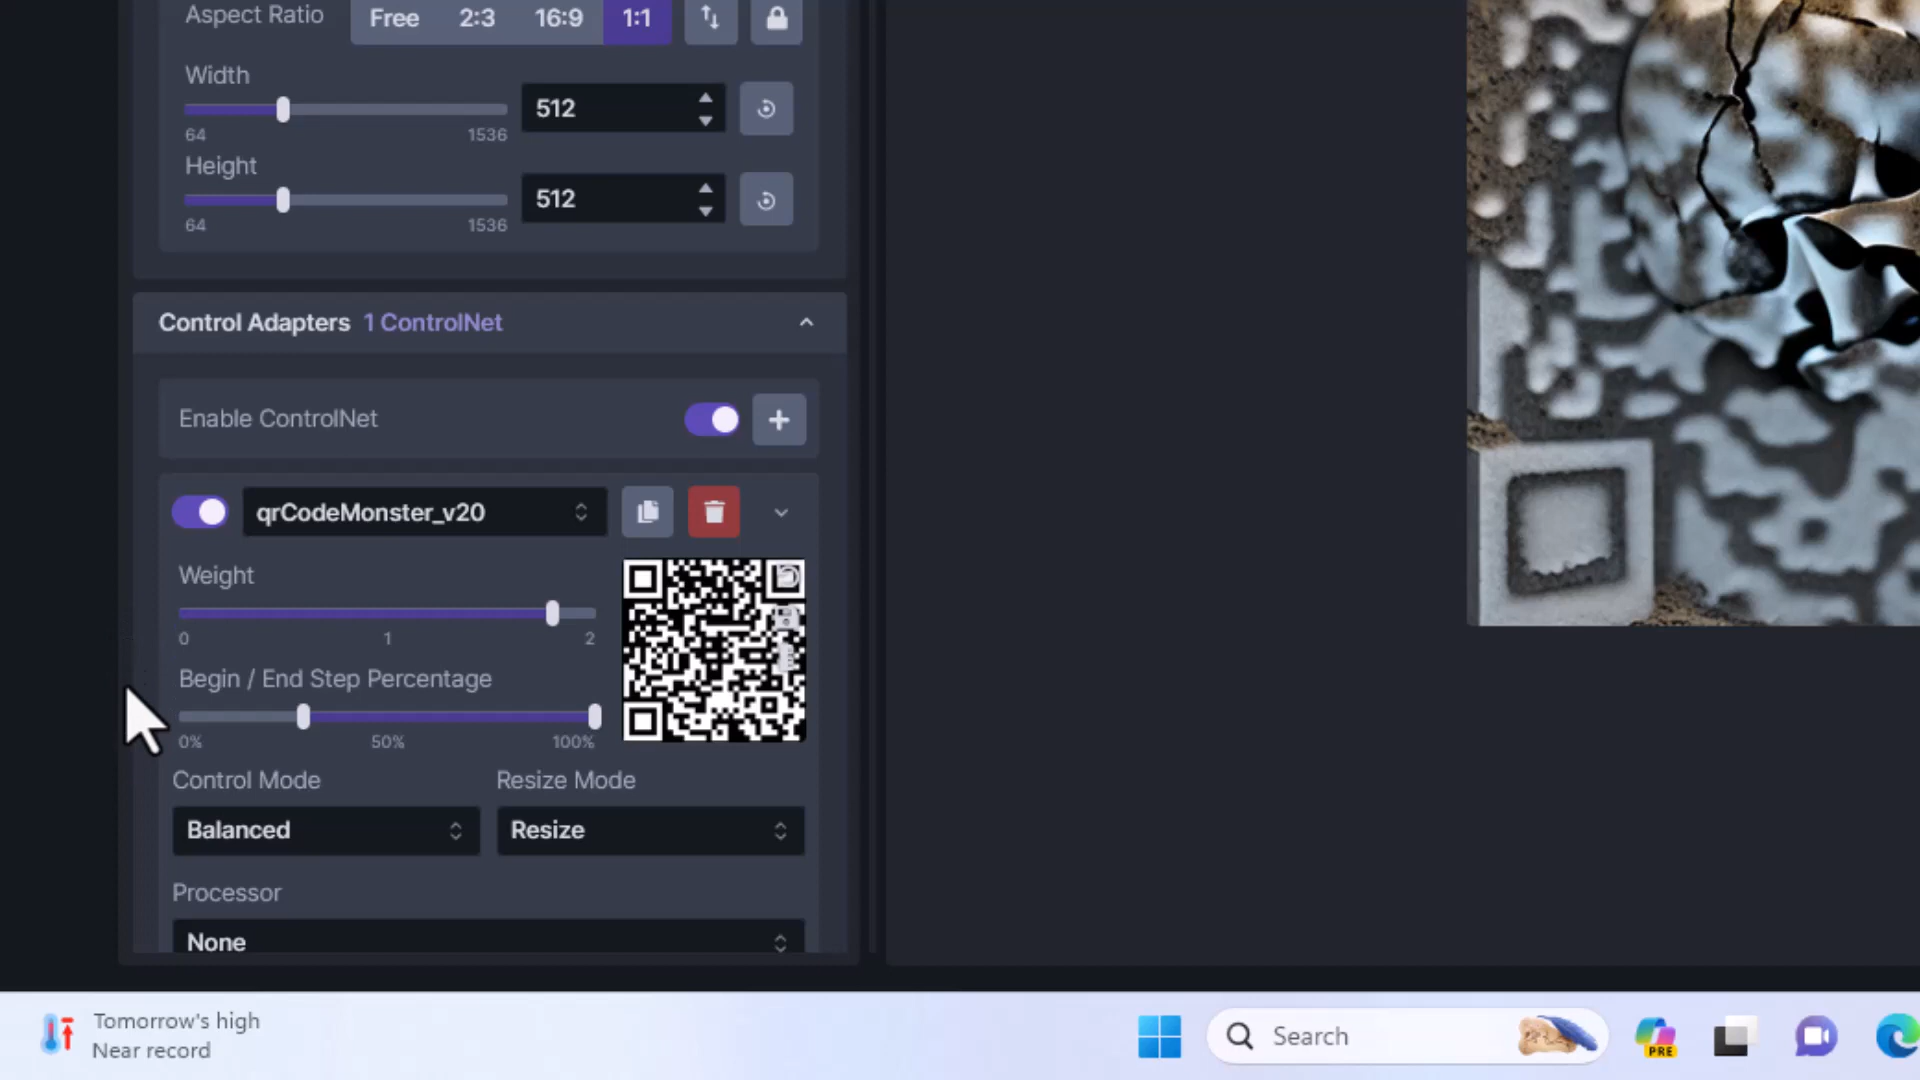 Aspect Ratio
Free 2:3 16:9 1:1
Width
512
64 1536
Height
512
64 1536
Control Adapters 1 ControlNet
Enable ControlNet
qrCodeMonster_v20
Weight
0 1 2
Begin / End Step Percentage
0% 50% 100%
Control Mode Resize Mode
Balanced Resize
Processor
None
Tomorrow's high
Near record
Search
PRE